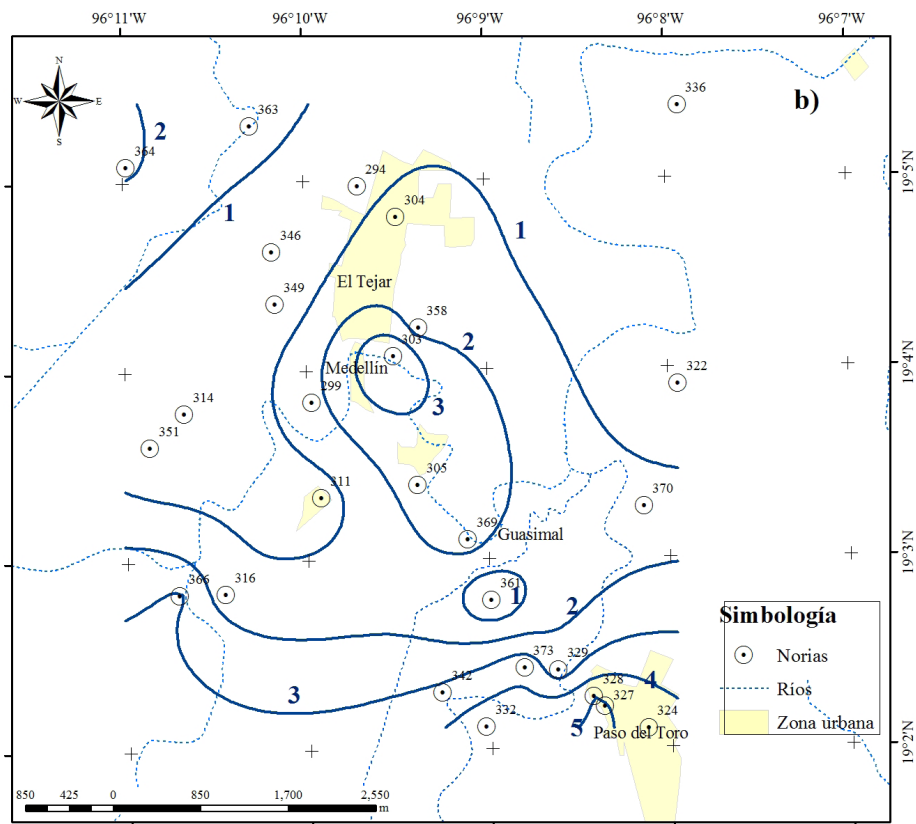 96°11'W 96°10'W 96°9'W 96°8'W 96°7'W
N
W E
S
b)
336
363
2
364
19°5'N
294
304
1
1
346
El Tejar
349
358
2
303
19°4'N
Medellín
322
299
3
314
351
305
311
370
369
Guasimal
19°3'N
366
316
361
1
2
Simbología
Norias
373
329
4
Ríos
342
3
328
327
Zona urbana
332
5
324
Paso del Toro
19°2'N
850 425 0 850 1,700 2,550
m